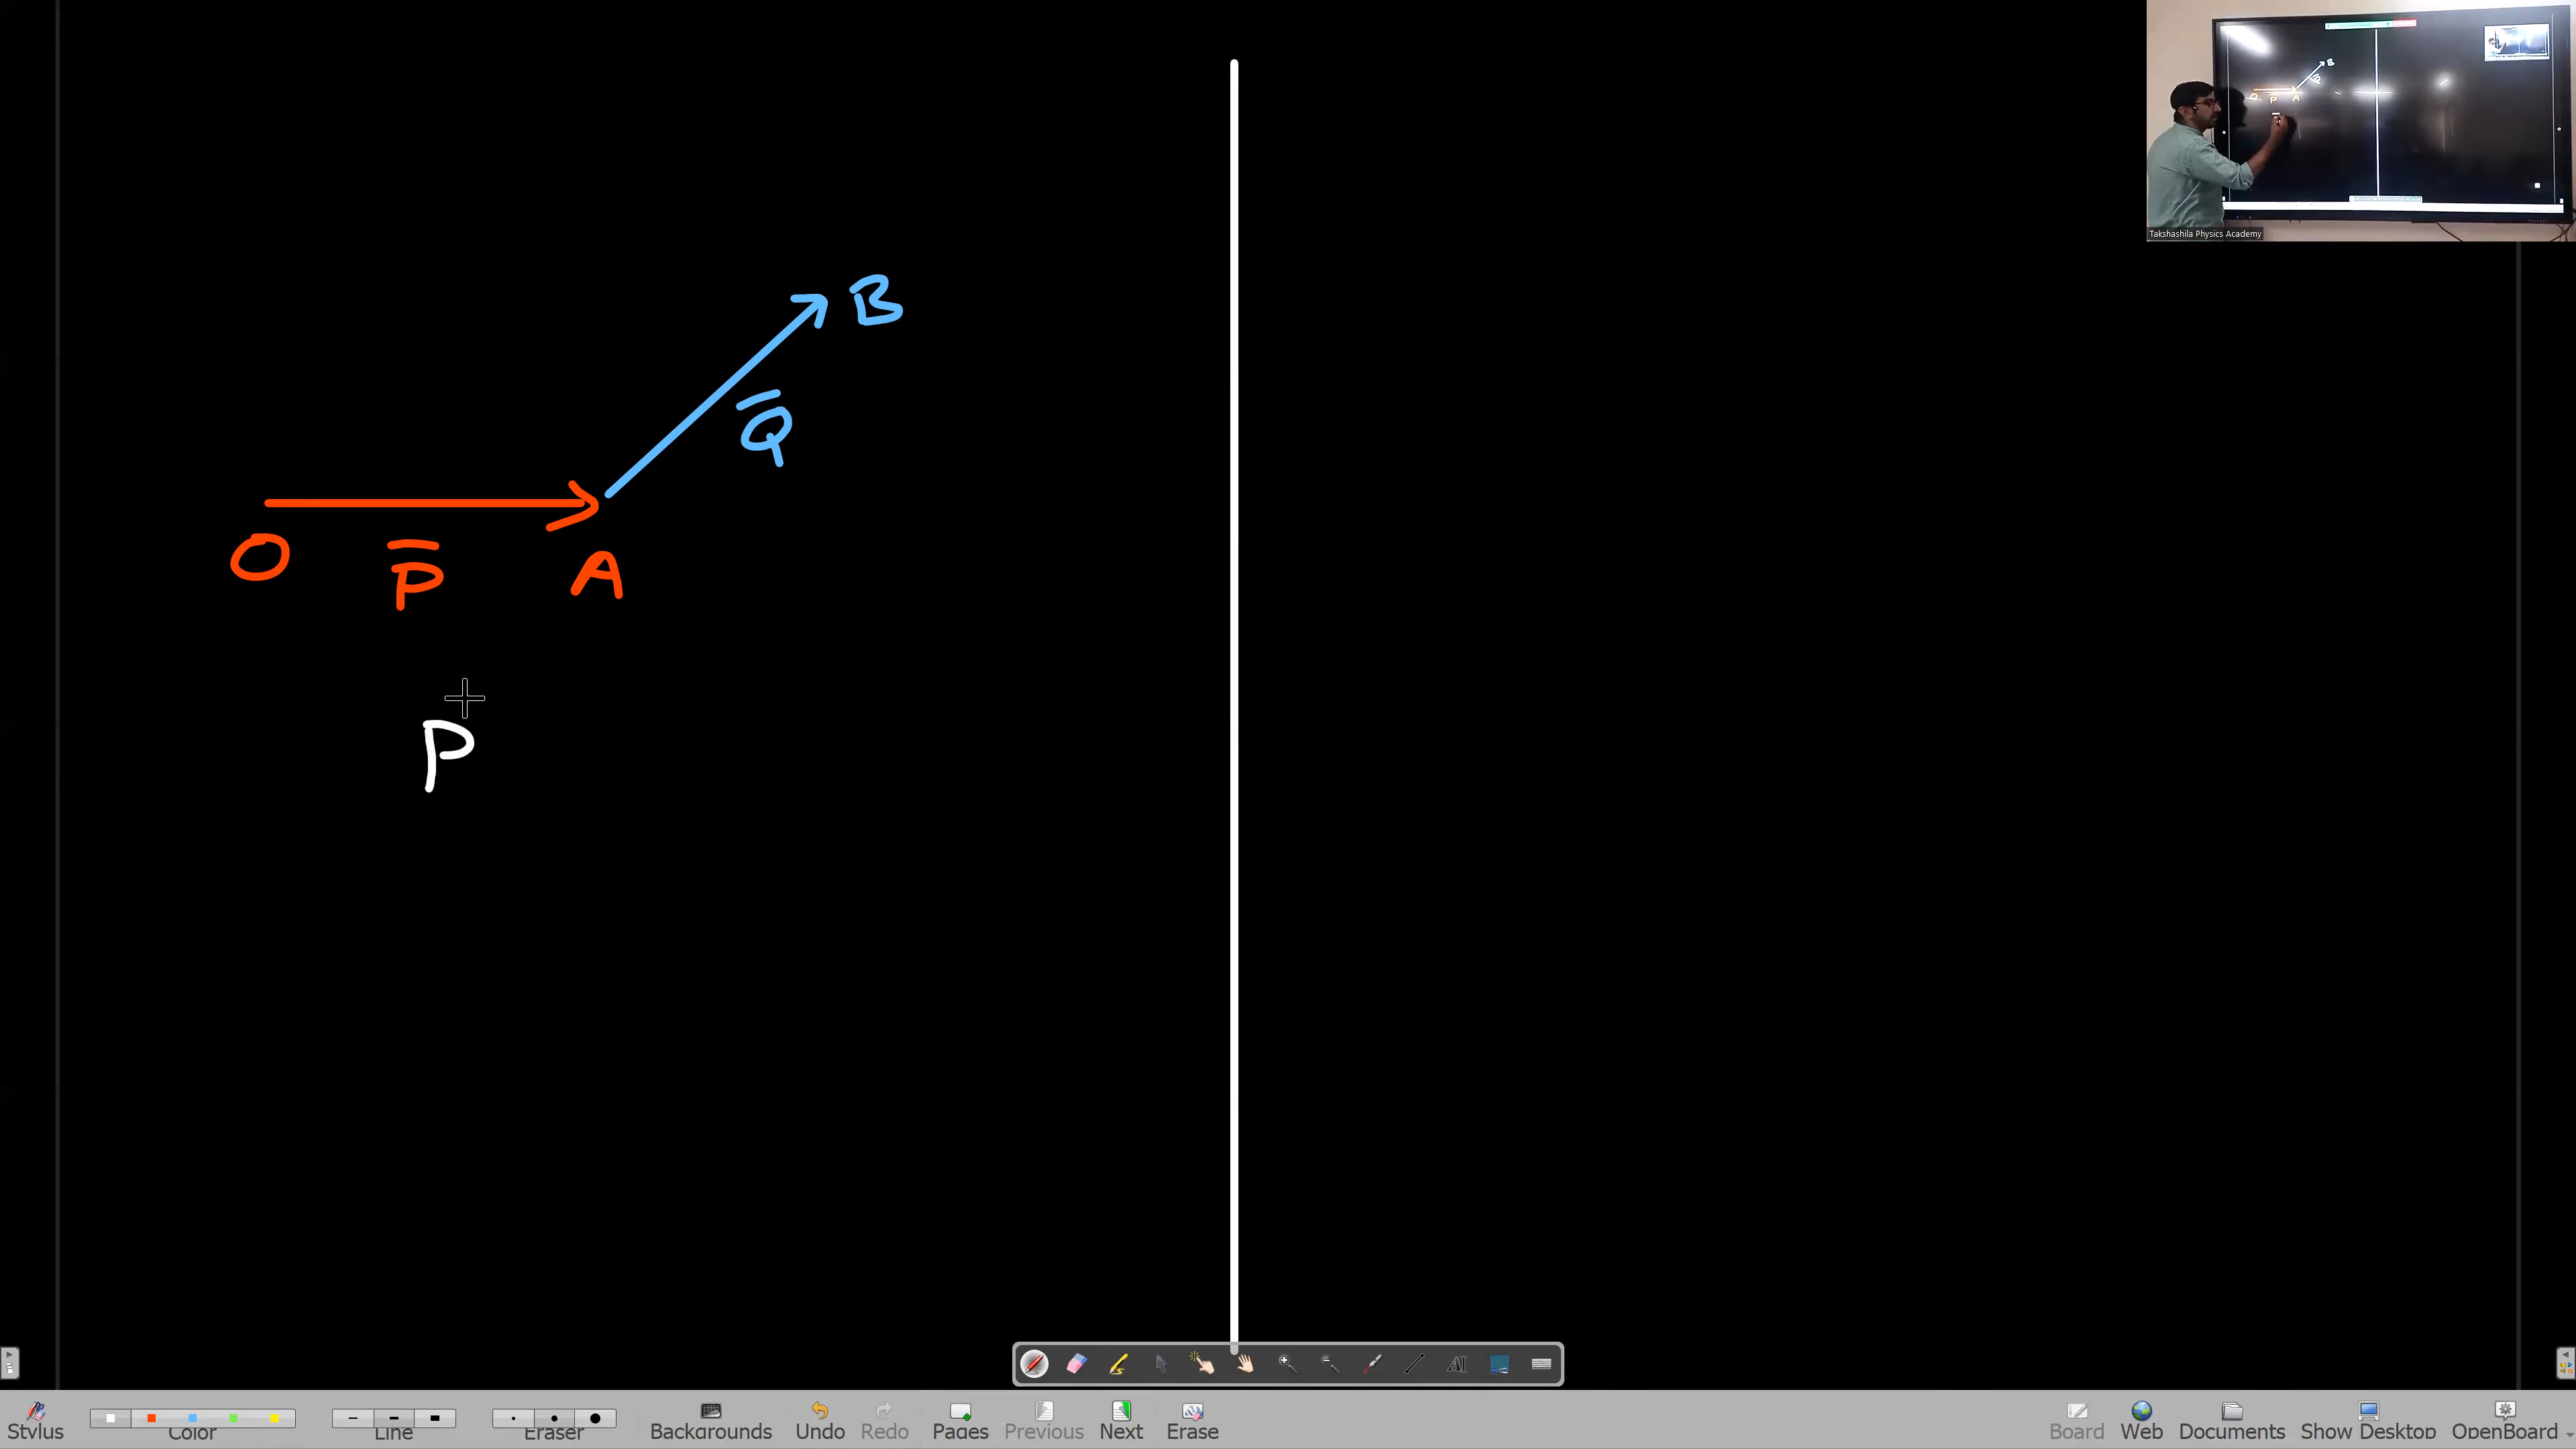 B
Q̅
O P̅ A
P
Takshashila Physics Academy
Stylus Color Line Eraser Backgrounds Undo Redo Pages Previous Next Erase Board Web Documents Show Desktop OpenBoard